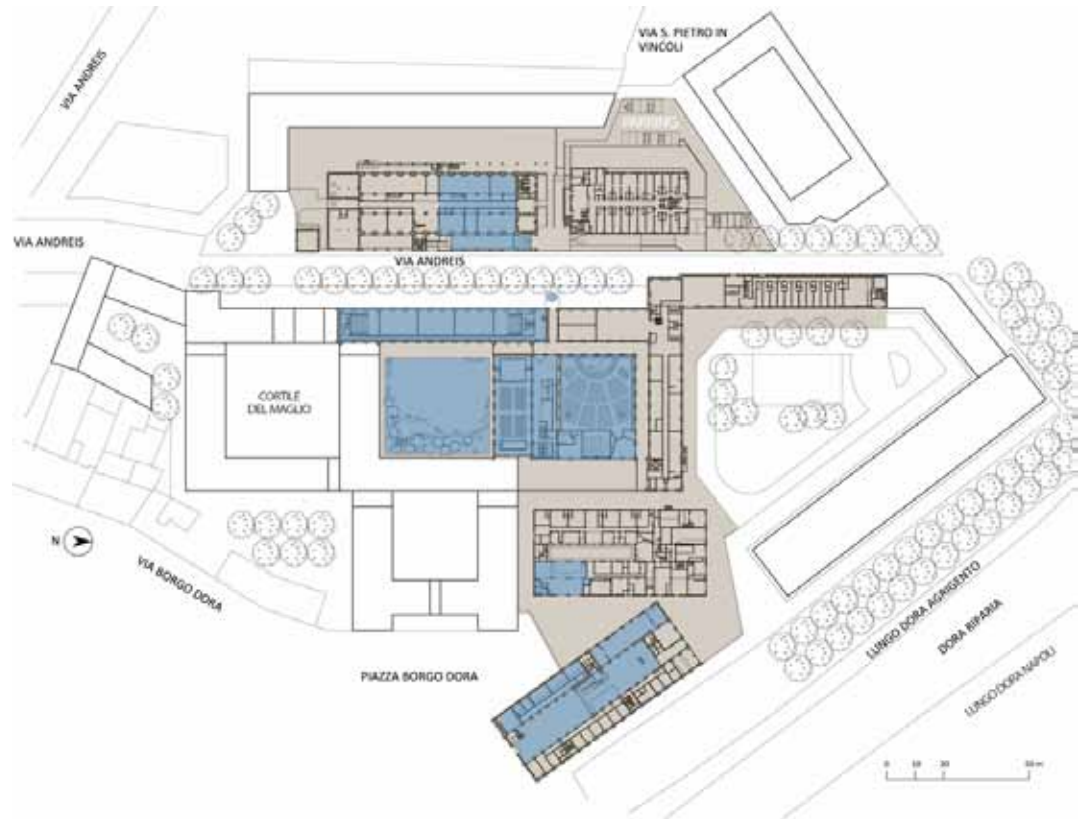 VIA S. PIETRO IN
VINCOLI
VIA ANDREIS
VIA ANDREIS
VIA ANDREIS
CORTILE
DEL MAGLIO
N
VIA BORGO DORA
PIAZZA BORGO DORA
LUNGO DORA AGRIGENTO
DORA RIPARIA
LUNGO DORA NAPOLI
0 10 20 50 m